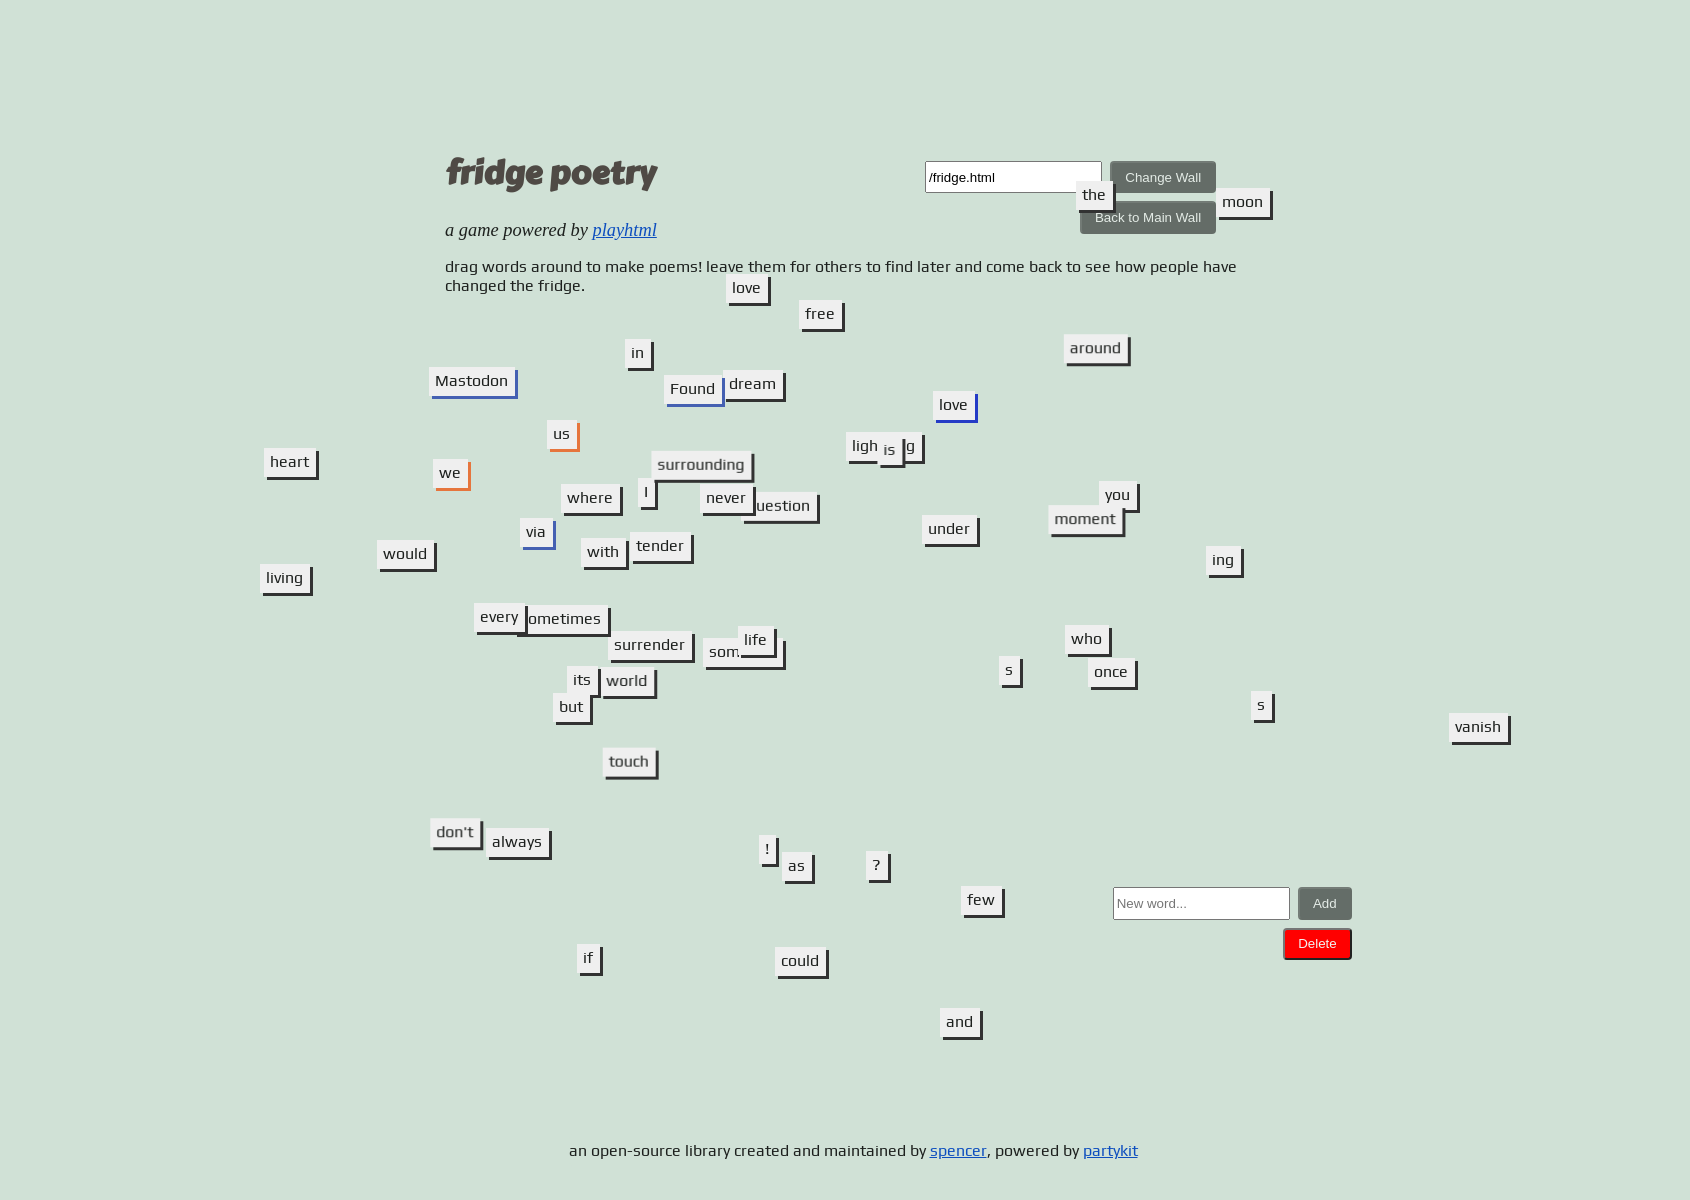 fridge poetry
/fridge.html
Change Wall
the
moon
Back to Main Wall
a game powered by playhtml
drag words around to make poems! leave them for others to find later and come back to see how people have
changed the fridge.
love
free
in
around
Mastodon
Found
dream
love
us
is
heart
we
surrounding
where
I
never
you
moment
via
under
would
with
tender
ing
living
every
surrender
life
who
its
world
s
once
but
s
vanish
touch
don't
always
!
as
?
few
New word...
Add
Delete
if
could
and
an open-source library created and maintained by spencer, powered by partykit